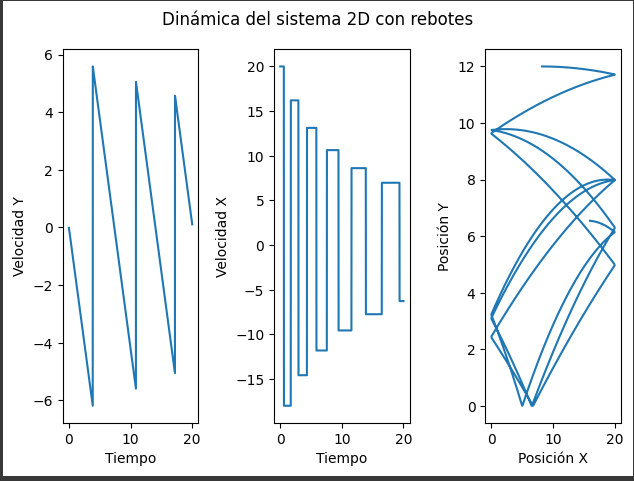 Dinámica del sistema 2D con rebotes
Velocidad Y
6
4
2
0
−2
−4
−6
0 10 20
Tiempo
Velocidad X
20
15
10
5
0
−5
−10
−15
0 10 20
Tiempo
Posición Y
12
10
8
6
4
2
0
0 10 20
Posición X